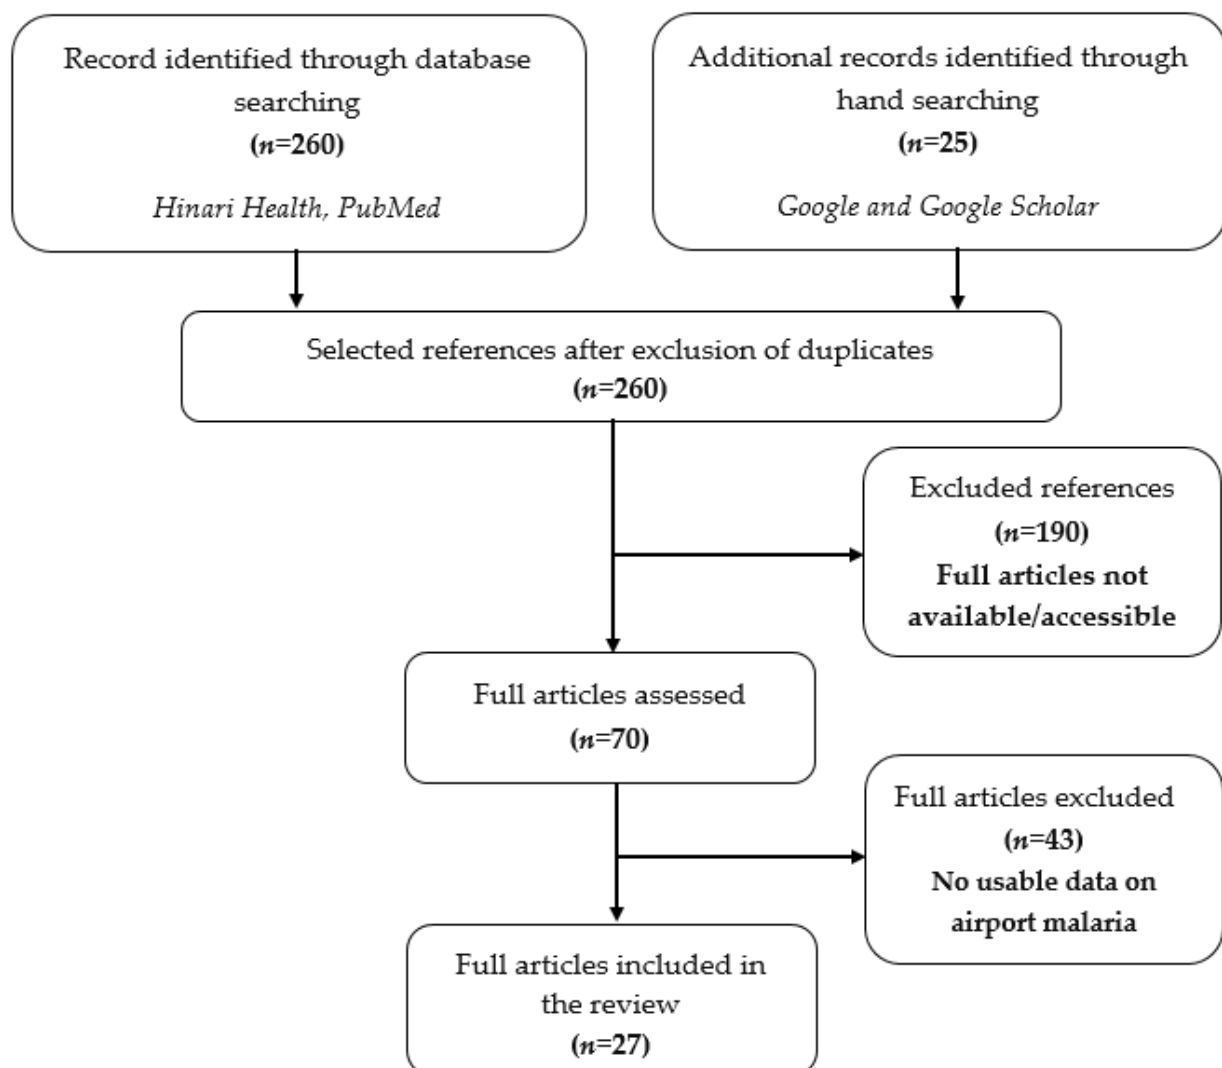 Record identified through database
searching
(n=260)
Hinari Health, PubMed
Additional records identified through
hand searching
(n=25)
Google and Google Scholar
Selected references after exclusion of duplicates
(n=260)
Excluded references
(n=190)
Full articles not
available/accessible
Full articles assessed
(n=70)
Full articles excluded
(n=43)
No usable data on
airport malaria
Full articles included in
the review
(n=27)